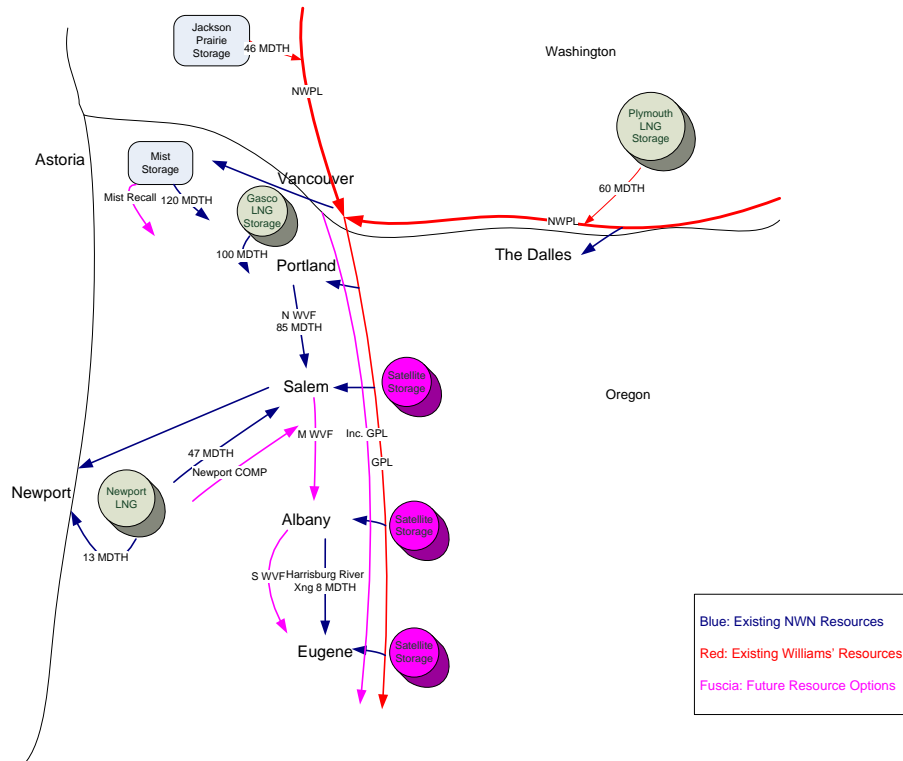 Jackson
Prairie
Storage
46 MDTH
Washington
NWPL
Plymouth
LNG
Storage
Astoria
Mist
Storage
Mist Recall
120 MDTH
Vancouver
60 MDTH
Gasco
LNG
Storage
NWPL
100 MDTH
The Dalles
Portland
N WVF
85 MDTH
Salem
Satellite
Storage
Oregon
M WVF
Inc. GPL
GPL
47 MDTH
Newport COMP
Newport
Newport
LNG
13 MDTH
Albany
Satellite
Storage
S WVF
Harrisburg River
Xng 8 MDTH
Eugene
Satellite
Storage
Blue: Existing NWN Resources
Red: Existing Williams' Resources
Fuscia: Future Resource Options